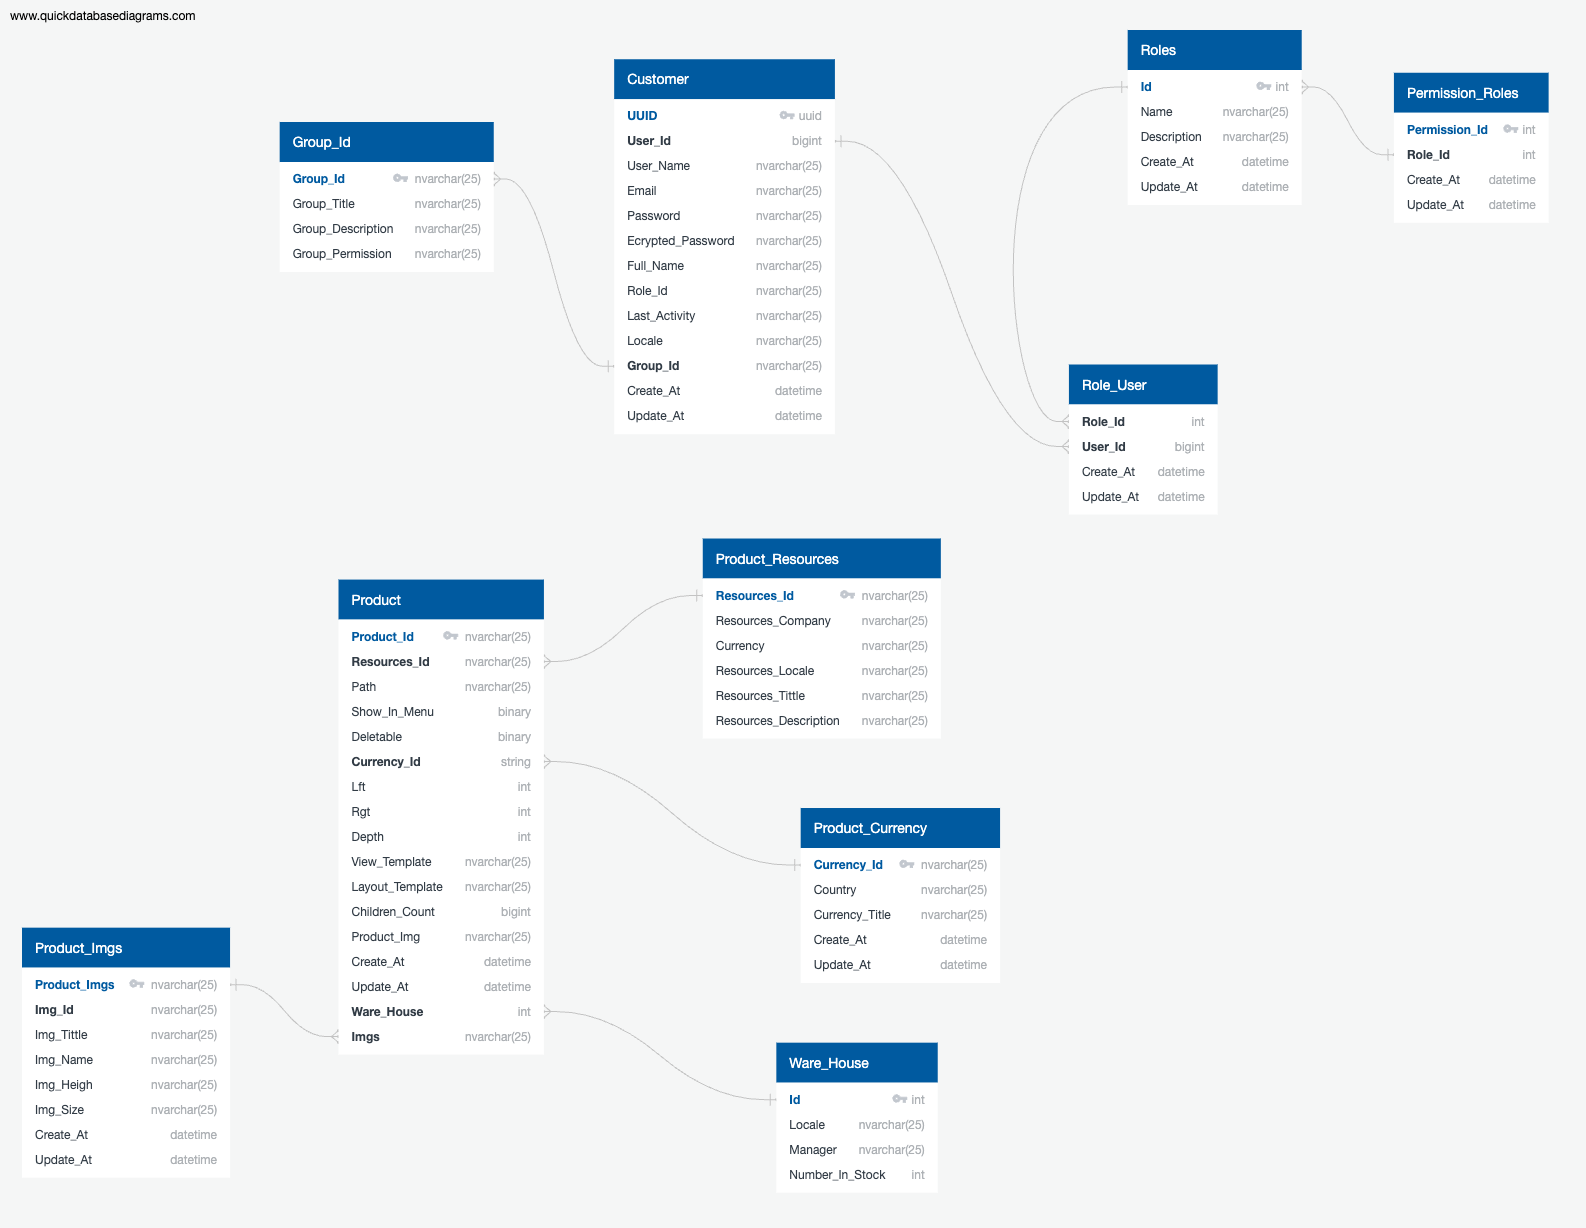 www.quickdatabasediagrams.com
Group_Id
Group_Id nvarchar(25)
Group_Title nvarchar(25)
Group_Description nvarchar(25)
Group_Permission nvarchar(25)
Customer
UUID uuid
User_Id bigint
User_Name nvarchar(25)
Email nvarchar(25)
Password nvarchar(25)
Ecrypted_Password nvarchar(25)
Full_Name nvarchar(25)
Role_Id nvarchar(25)
Last_Activity nvarchar(25)
Locale nvarchar(25)
Group_Id nvarchar(25)
Create_At datetime
Update_At datetime
Roles
Id int
Name nvarchar(25)
Description nvarchar(25)
Create_At datetime
Update_At datetime
Permission_Roles
Permission_Id int
Role_Id int
Create_At datetime
Update_At datetime
Role_User
Role_Id int
User_Id bigint
Create_At datetime
Update_At datetime
Product
Product_Id nvarchar(25)
Resources_Id nvarchar(25)
Path nvarchar(25)
Show_In_Menu binary
Deletable binary
Currency_Id string
Lft int
Rgt int
Depth int
View_Template nvarchar(25)
Layout_Template nvarchar(25)
Children_Count bigint
Product_Img nvarchar(25)
Create_At datetime
Update_At datetime
Ware_House int
Imgs nvarchar(25)
Product_Resources
Resources_Id nvarchar(25)
Resources_Company nvarchar(25)
Currency nvarchar(25)
Resources_Locale nvarchar(25)
Resources_Tittle nvarchar(25)
Resources_Description nvarchar(25)
Product_Currency
Currency_Id nvarchar(25)
Country nvarchar(25)
Currency_Title nvarchar(25)
Create_At datetime
Update_At datetime
Product_Imgs
Product_Imgs nvarchar(25)
Img_Id nvarchar(25)
Img_Tittle nvarchar(25)
Img_Name nvarchar(25)
Img_Heigh nvarchar(25)
Img_Size nvarchar(25)
Create_At datetime
Update_At datetime
Ware_House
Id int
Locale nvarchar(25)
Manager nvarchar(25)
Number_In_Stock int